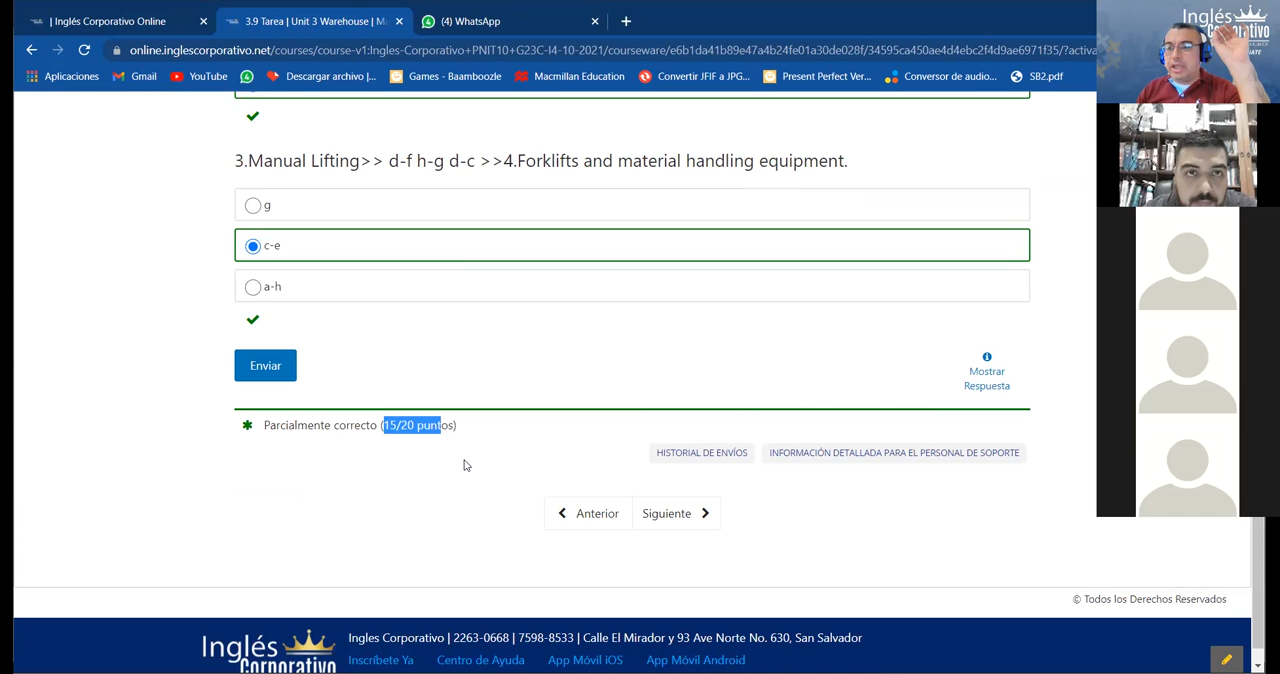 | Inglés Corporativo Online
3.9 Tarea | Unit 3 Warehouse | Ma
(4) WhatsApp
online.inglescorporativo.net/courses/course-v1:Ingles-Corporativo+PNIT10+G23C-I4-10-2021/courseware/e6b1da41b89e47a4b24fe01a30de028f/34595ca450ae4d4ebc2f4d9ae6971f35/?activa
Aplicaciones
Gmail
YouTube
Descargar archivo |...
Games - Baamboozle
Macmillan Education
Convertir JFIF a JPG...
Present Perfect Ver...
Conversor de audio...
SB2.pdf
Inglés
Corporativo
3.Manual Lifting>> d-f h-g d-c >>4.Forklifts and material handling equipment.
g
c-e
a-h
Enviar
Mostrar
Respuesta
Parcialmente correcto (15/20 puntos)
HISTORIAL DE ENVÍOS
INFORMACIÓN DETALLADA PARA EL PERSONAL DE SOPORTE
Anterior
Siguiente
© Todos los Derechos Reservados
Inglés
Corporativo
Ingles Corporativo | 2263-0668 | 7598-8533 | Calle El Mirador y 93 Ave Norte No. 630, San Salvador
Inscríbete Ya
Centro de Ayuda
App Móvil iOS
App Móvil Android